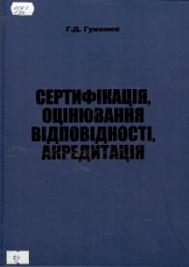 Г.Д. Гуменюк
СЕРТИФІКАЦІЯ,
ОЦІНЮВАННЯ
ВІДПОВІДНОСТІ,
АКРЕДИТАЦІЯ